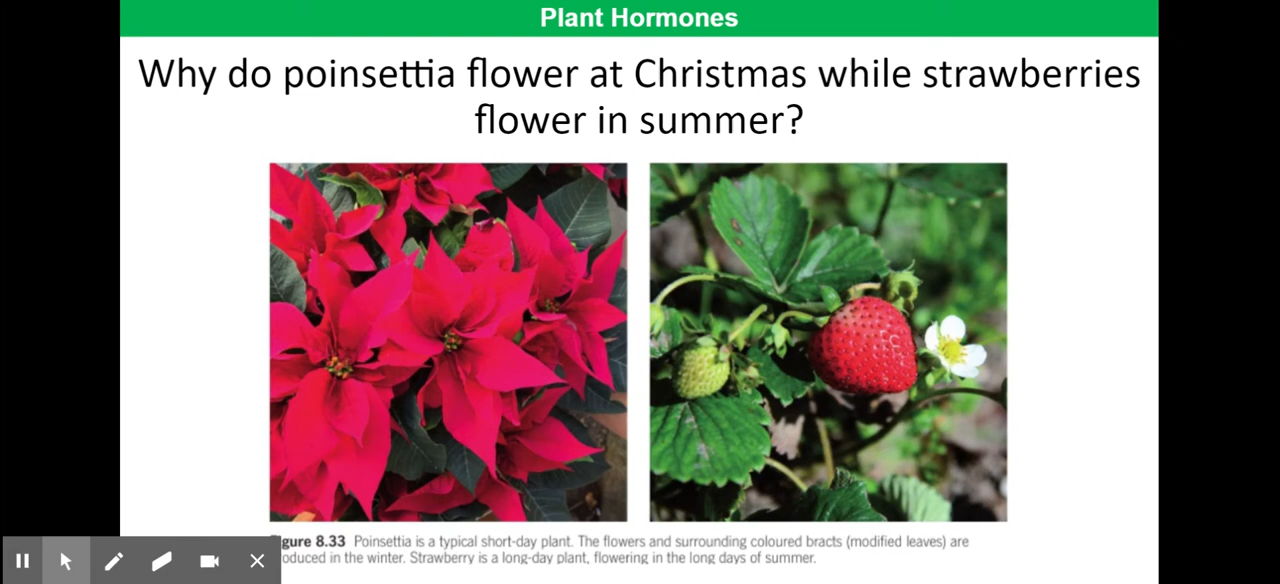 Plant Hormones
Why do poinsettia flower at Christmas while strawberries
flower in summer?
gure 8.33 Poinsettia is a typical short-day plant. The flowers and surrounding coloured bracts (modified leaves) are
oduced in the winter. Strawberry is a long-day plant, flowering in the long days of summer.